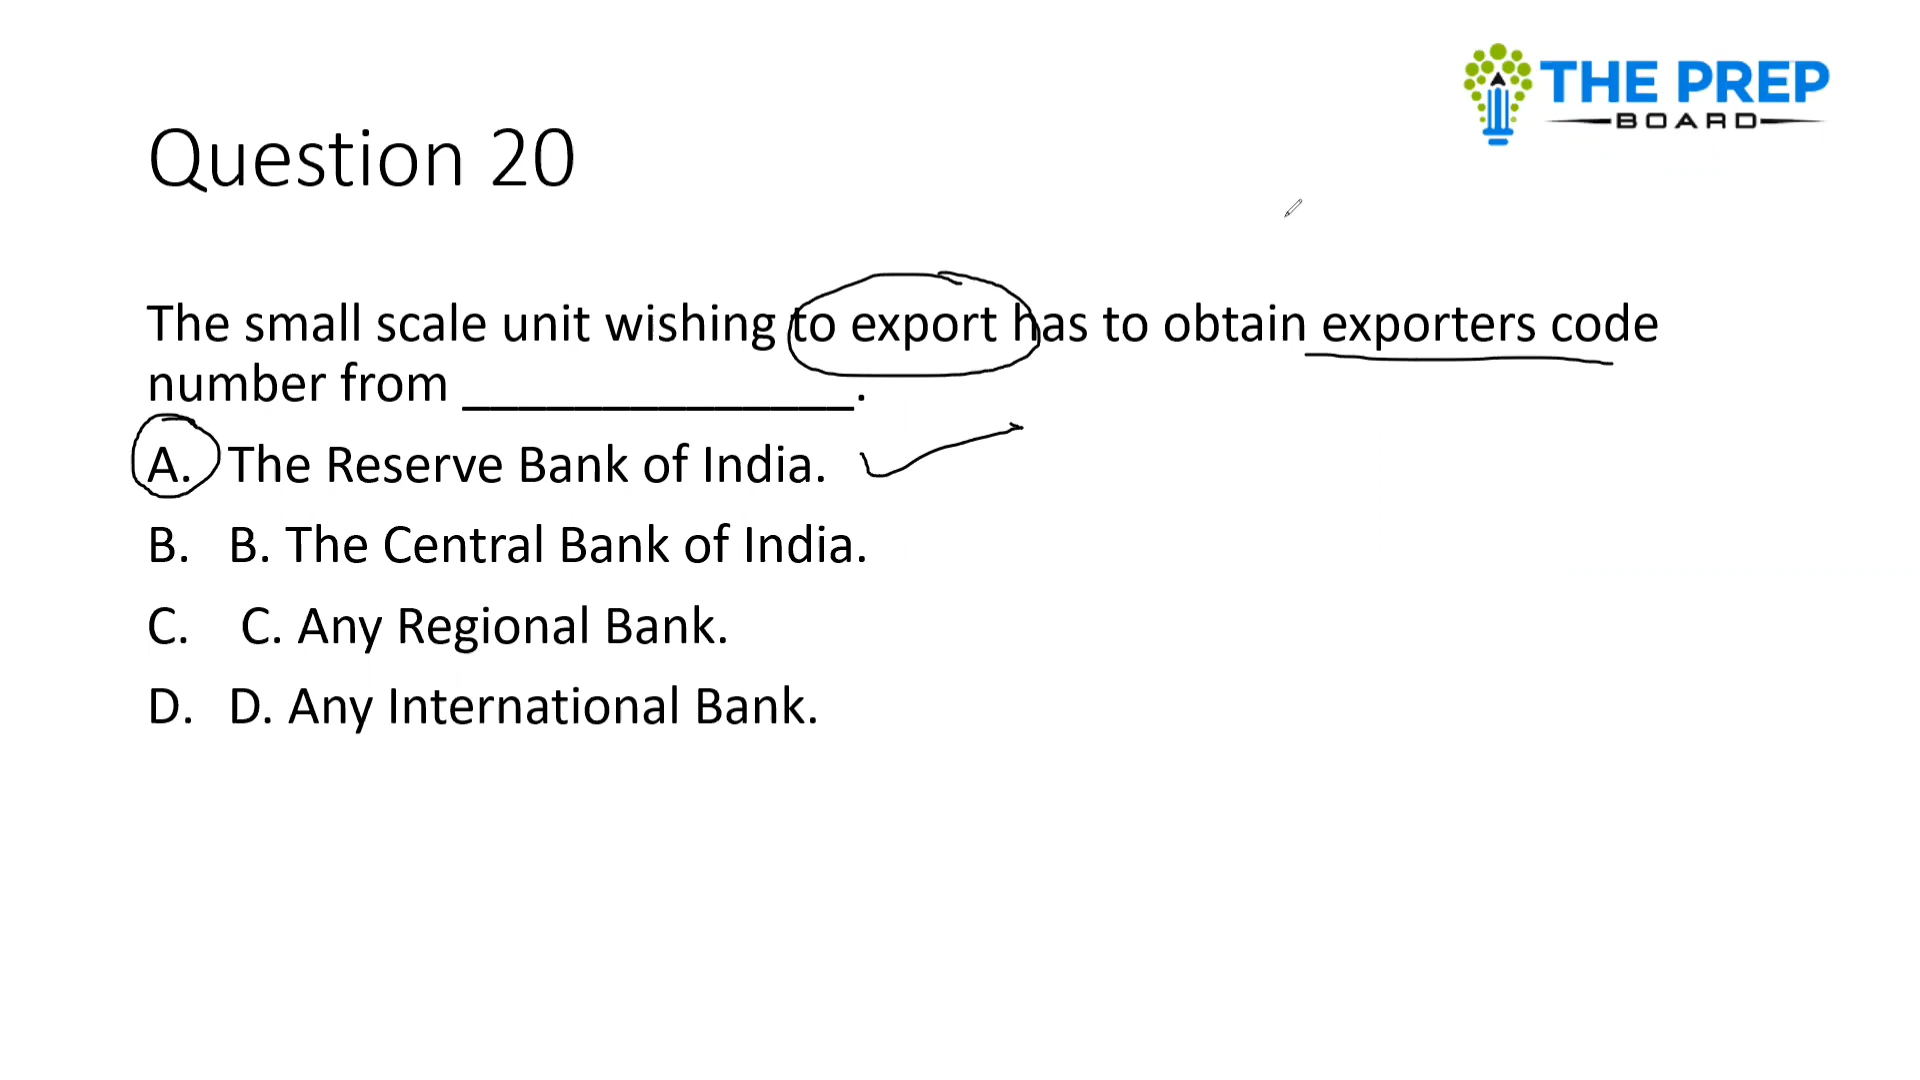 THE PREP
BOARD
Question 20
The small scale unit wishing to export has to obtain exporters code
number from _______________.
A. The Reserve Bank of India.
B. B. The Central Bank of India.
C. C. Any Regional Bank.
D. D. Any International Bank.